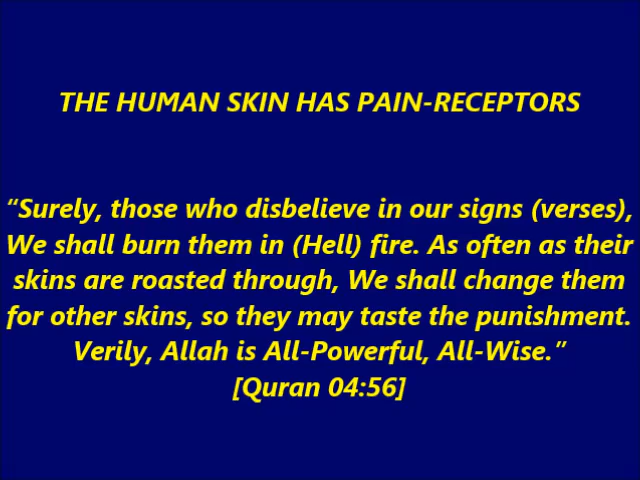 THE HUMAN SKIN HAS PAIN-RECEPTORS
“Surely, those who disbelieve in our signs (verses),
We shall burn them in (Hell) fire. As often as their
skins are roasted through, We shall change them
for other skins, so they may taste the punishment.
Verily, Allah is All-Powerful, All-Wise.”
[Quran 04:56]